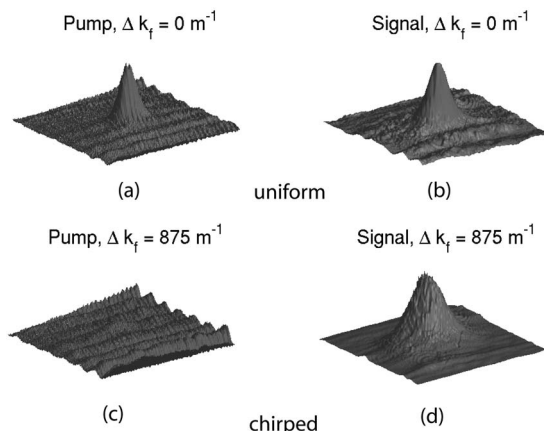 Pump, Δ k_f = 0 m⁻¹
Signal, Δ k_f = 0 m⁻¹
(a)
uniform
(b)
Pump, Δ k_f = 875 m⁻¹
Signal, Δ k_f = 875 m⁻¹
(c)
chirped
(d)